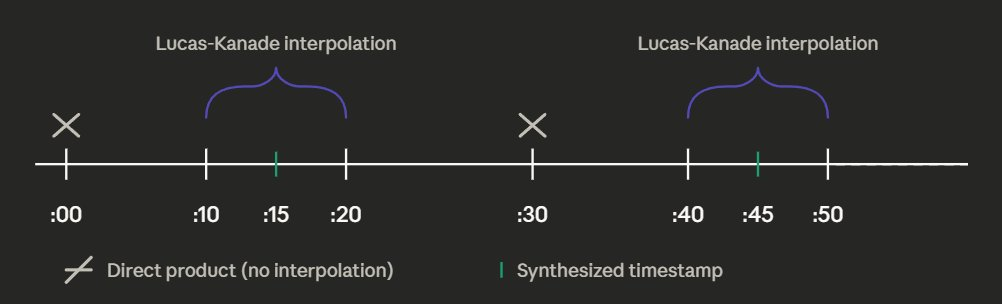 Lucas-Kanade interpolation Lucas-Kanade interpolation
:00 :10 :15 :20 :30 :40 :45 :50
Direct product (no interpolation) Synthesized timestamp